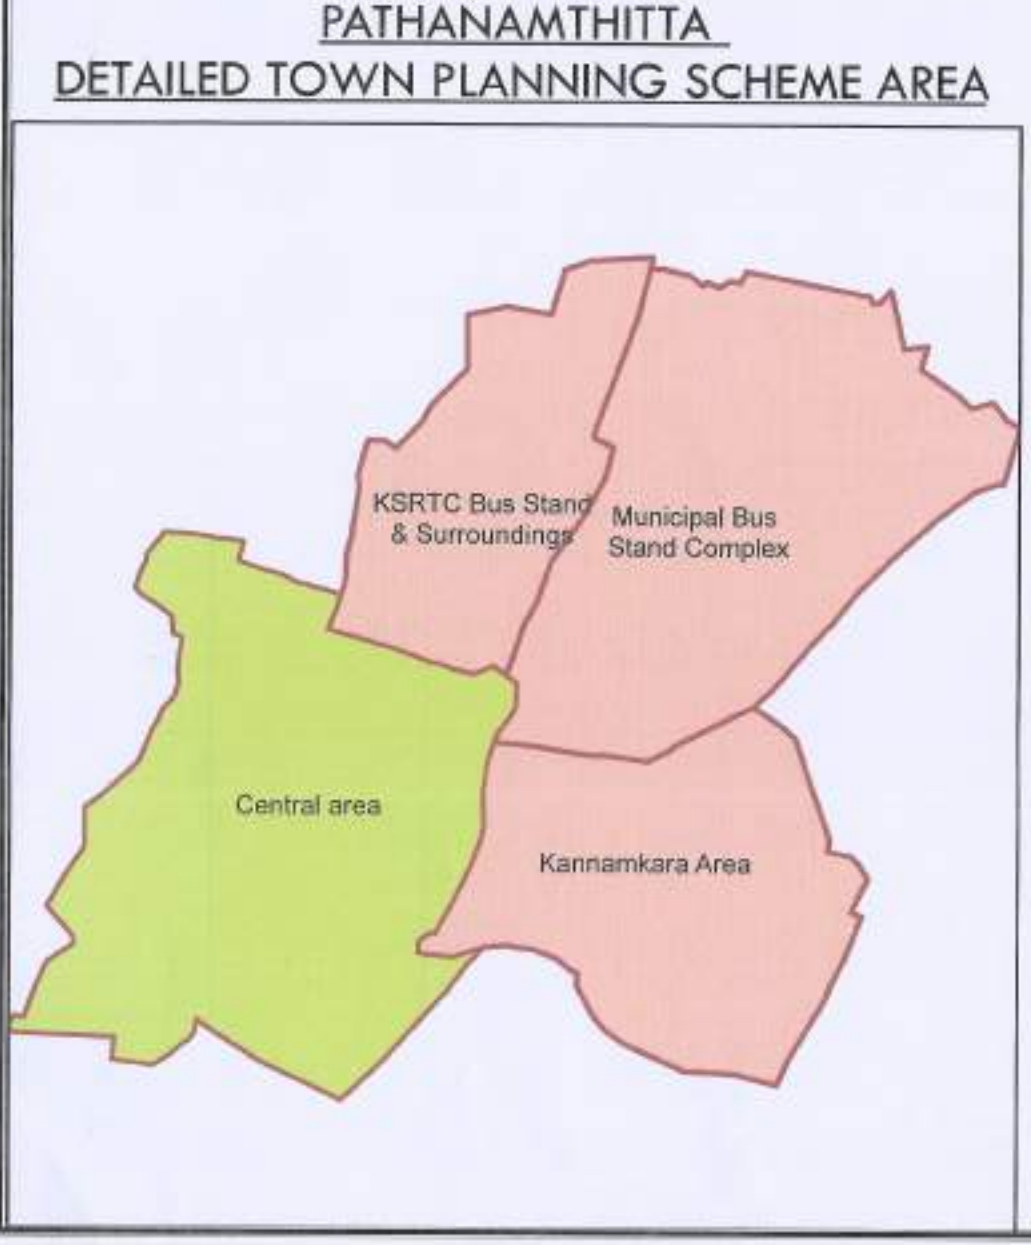 PATHANAMTHITTA
DETAILED TOWN PLANNING SCHEME AREA
KSRTC Bus Stand
& Surroundings
Municipal Bus
Stand Complex
Central area
Kannamkara Area